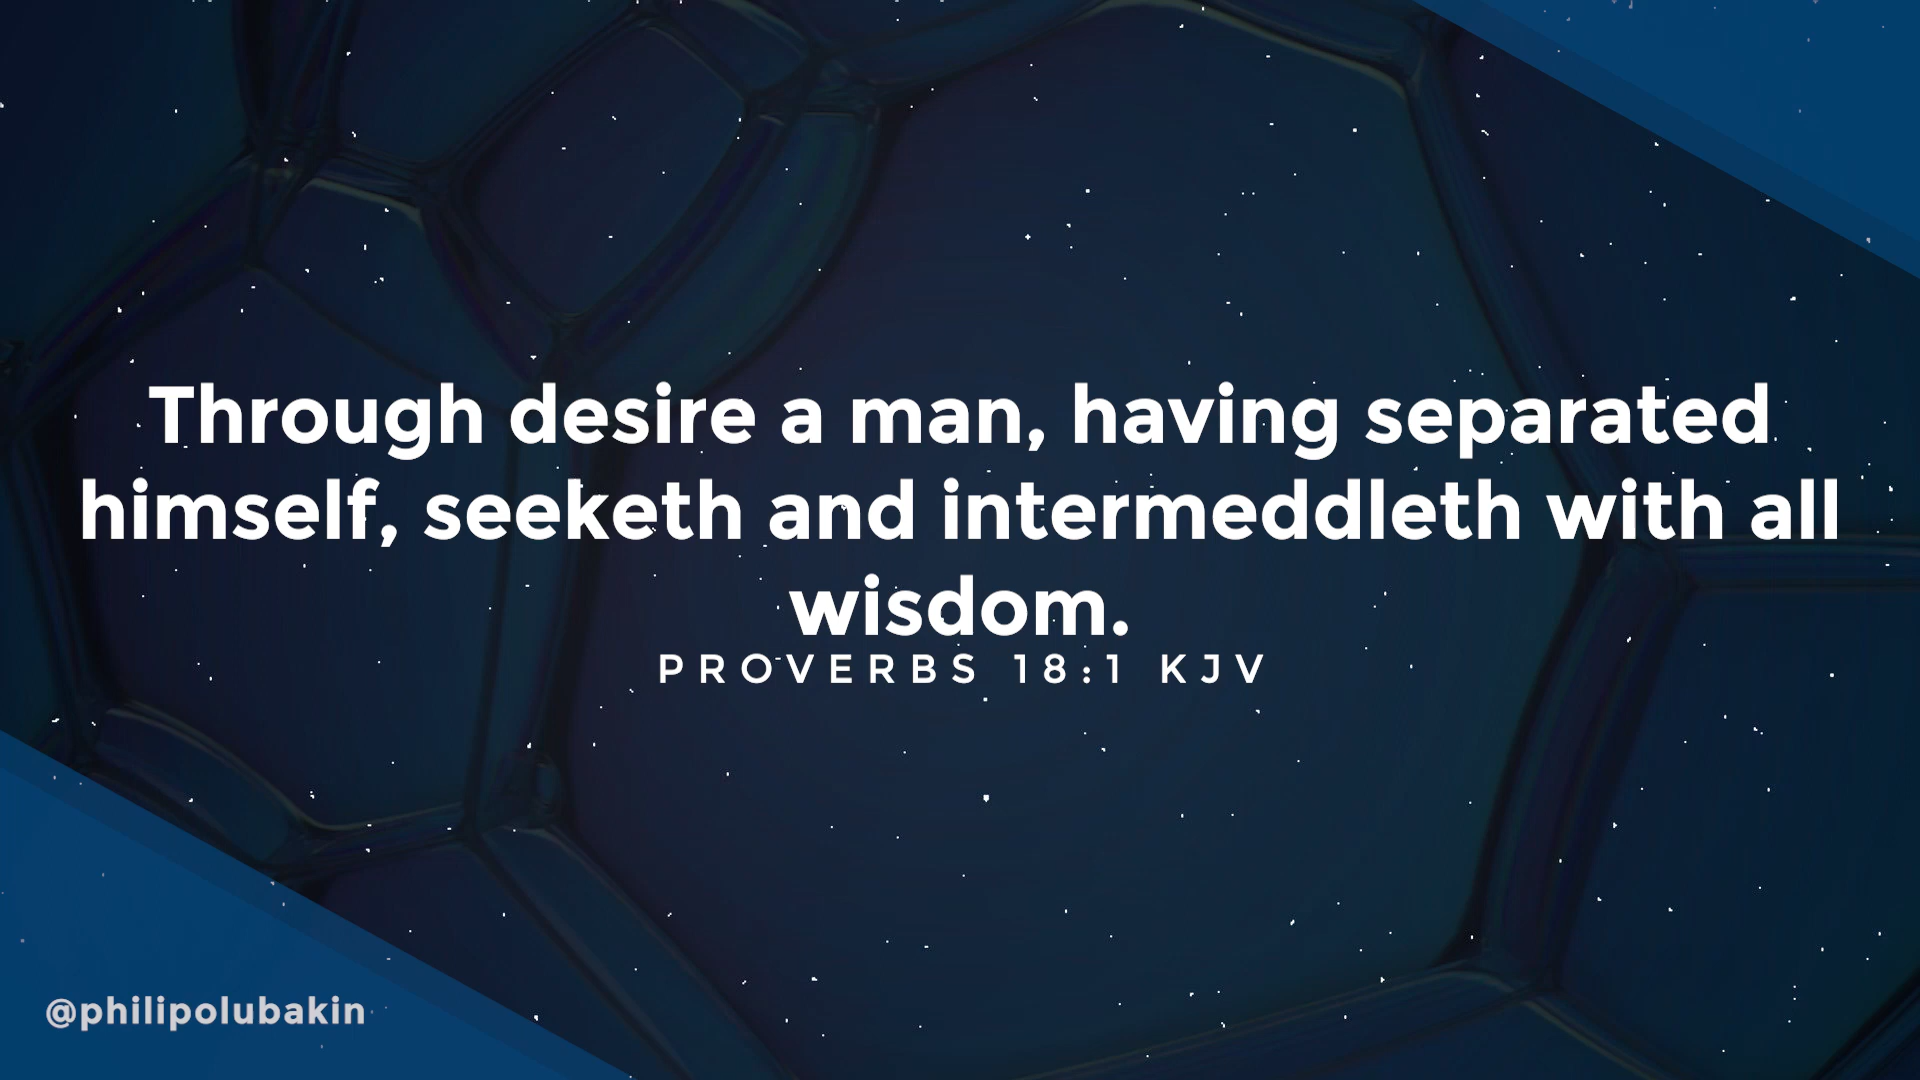 Through desire a man, having separated
himself, seeketh and intermeddleth with all
wisdom.
PROVERBS 18:1 KJV
@philipolubakin